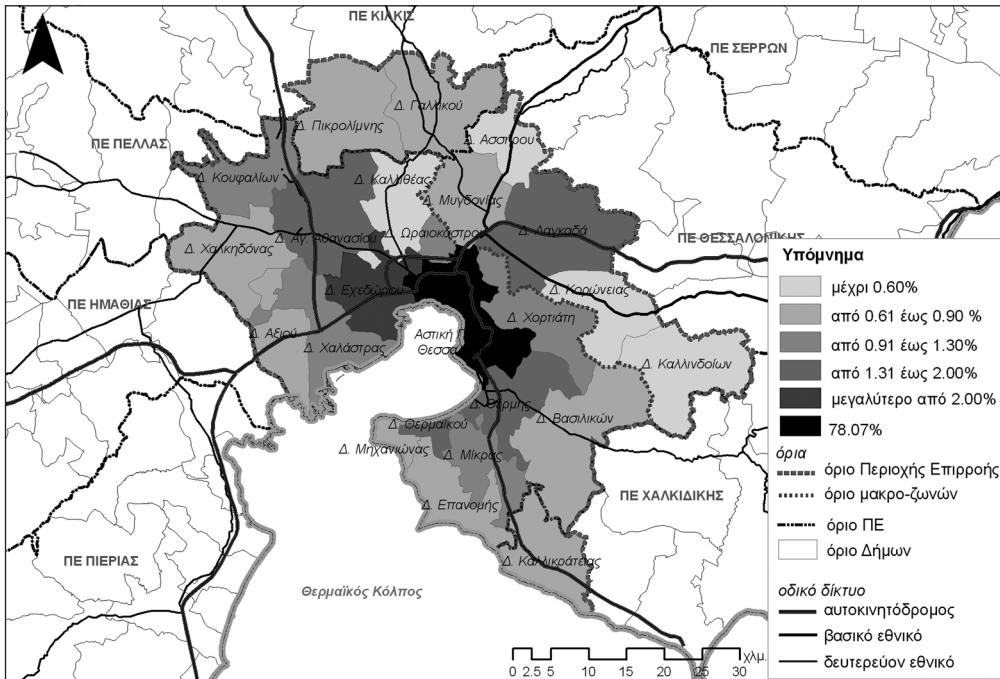 ΠΕ ΚΙΛΚΙΣ
ΠΕ ΣΕΡΡΩΝ
Δ. Γαλλικού
Δ. Πικρολίμνης
Δ. Ασσήρου
ΠΕ ΠΕΛΛΑΣ
Δ. Κουφαλίων
Δ. Καλλιθέας
Δ. Μυγδονίας
Δ. Λαγκαδά
Δ. Ωραιοκάστρου
Δ. Αγ. Αθανασίου
ΠΕ ΘΕΣΣΑΛΟΝΙΚΗΣ
Δ. Χαλκηδόνας
Δ. Εχεδώρου
Δ. Κορώνειας
ΠΕ ΗΜΑΘΙΑΣ
Δ. Χορτιάτη
Δ. Αξιού
Αστική Π
Δ. Χαλάστρας
Θεσσα
Δ. Καλλινδοίων
Δ. Θέρμης
Δ. Θερμαϊκού
Δ. Βασιλικών
Δ. Μηχανιώνας
Δ. Μίκρας
ΠΕ ΧΑΛΚΙΔΙΚΗΣ
Δ. Επανομής
ΠΕ ΠΙΕΡΙΑΣ
Δ. Καλλικράτειας
Θερμαϊκός Κόλπος
Υπόμνημα
μέχρι 0.60%
από 0.61 έως 0.90 %
από 0.91 έως 1.30%
από 1.31 έως 2.00%
μεγαλύτερο από 2.00%
78.07%
όρια
όριο Περιοχής Επιρροής
όριο μακρο-ζωνών
όριο ΠΕ
όριο Δήμων
οδικό δίκτυο
αυτοκινητόδρομος
βασικό εθνικό
δευτερεύον εθνικό
χλμ.
0 2.5 5 10 15 20 25 30